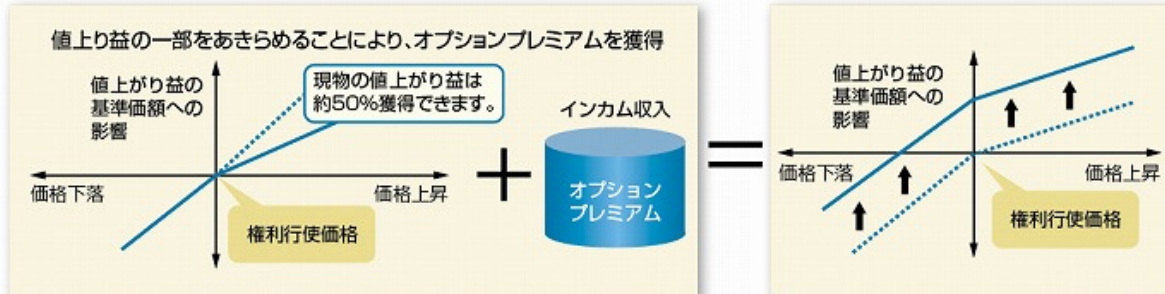 値上り益の一部をあきらめることにより、オプションプレミアムを獲得
値上がり益の
基準価額への
影響
現物の値上がり益は
約50%獲得できます。
価格下落
価格上昇
権利行使価格
+
インカム収入
オプション
プレミアム
=
値上がり益の
基準価額への
影響
価格下落
価格上昇
権利行使価格